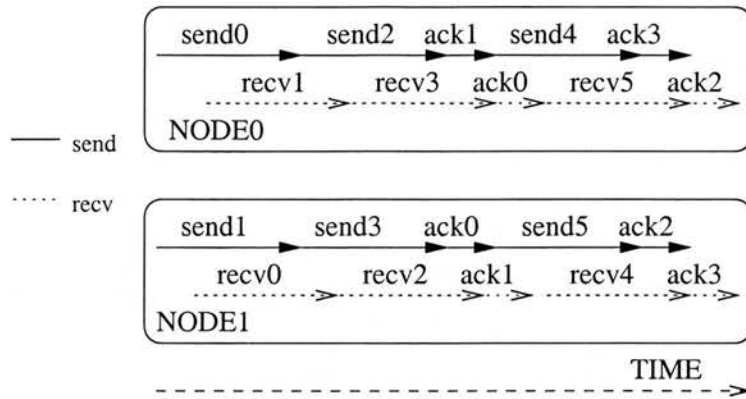 send0 send2 ack1 send4 ack3
recv1 recv3 ack0 recv5 ack2
NODE0
send
recv
send1 send3 ack0 send5 ack2
recv0 recv2 ack1 recv4 ack3
NODE1
TIME